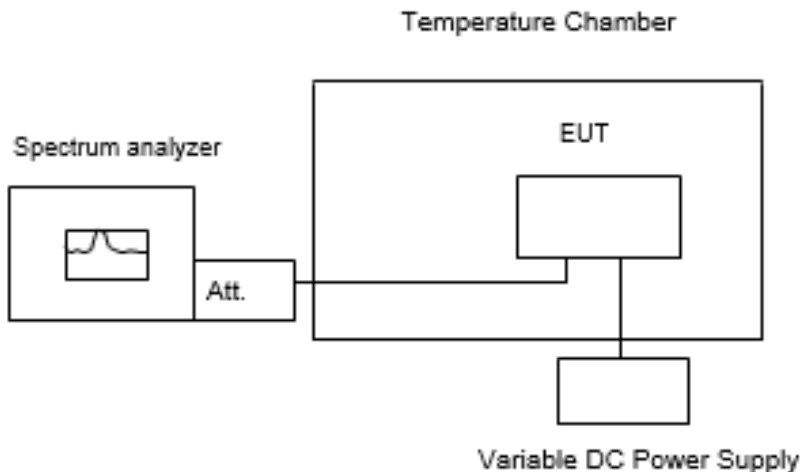 Temperature Chamber
EUT
Spectrum analyzer
Att.
Variable DC Power Supply